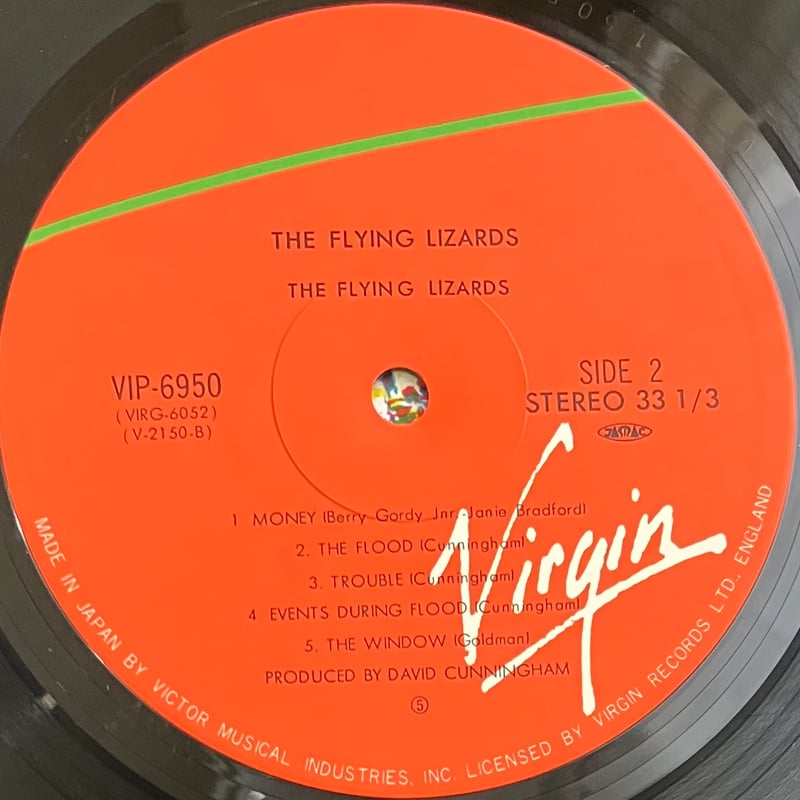 THE FLYING LIZARDS
THE FLYING LIZARDS
VIP-6950
(VIRG-6052)
(V-2150-B)
SIDE 2
STEREO 33 1/3
JASRAC
1 MONEY (Berry Gordy Jnr. Janie Bradford)
2. THE FLOOD (Cunningham)
3. TROUBLE (Cunningham)
4 EVENTS DURING FLOOD (Cunningham)
5. THE WINDOW (Goldman)
PRODUCED BY DAVID CUNNINGHAM
⑤
Virgin
MADE IN JAPAN BY VICTOR MUSICAL INDUSTRIES, INC. LICENSED BY VIRGIN RECORDS LTD., ENGLAND